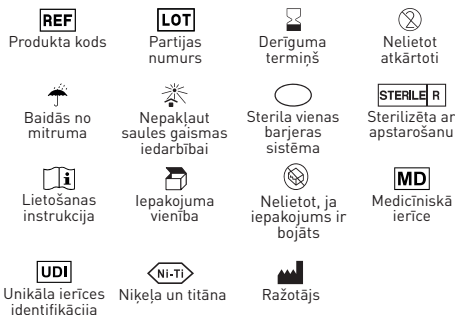 REF
LOT
Produkta kods
Partijas
numurs
Derīguma
termiņš
2
Nelietot
atkārtoti
STERILE R
Baidās no
mitruma
Nepakļaut
saules gaismas
iedarbībai
Sterila vienas
barjeras
sistēma
Sterilizēta ar
apstarošanu
i
MD
Lietošanas
instrukcija
Iepakojuma
vienība
Nelietot, ja
iepakojums ir
bojāts
Medicīniskā
ierīce
UDI
Ni-Ti
Unikāla ierīces
identifikācija
Niķeļa un titāna
Ražotājs